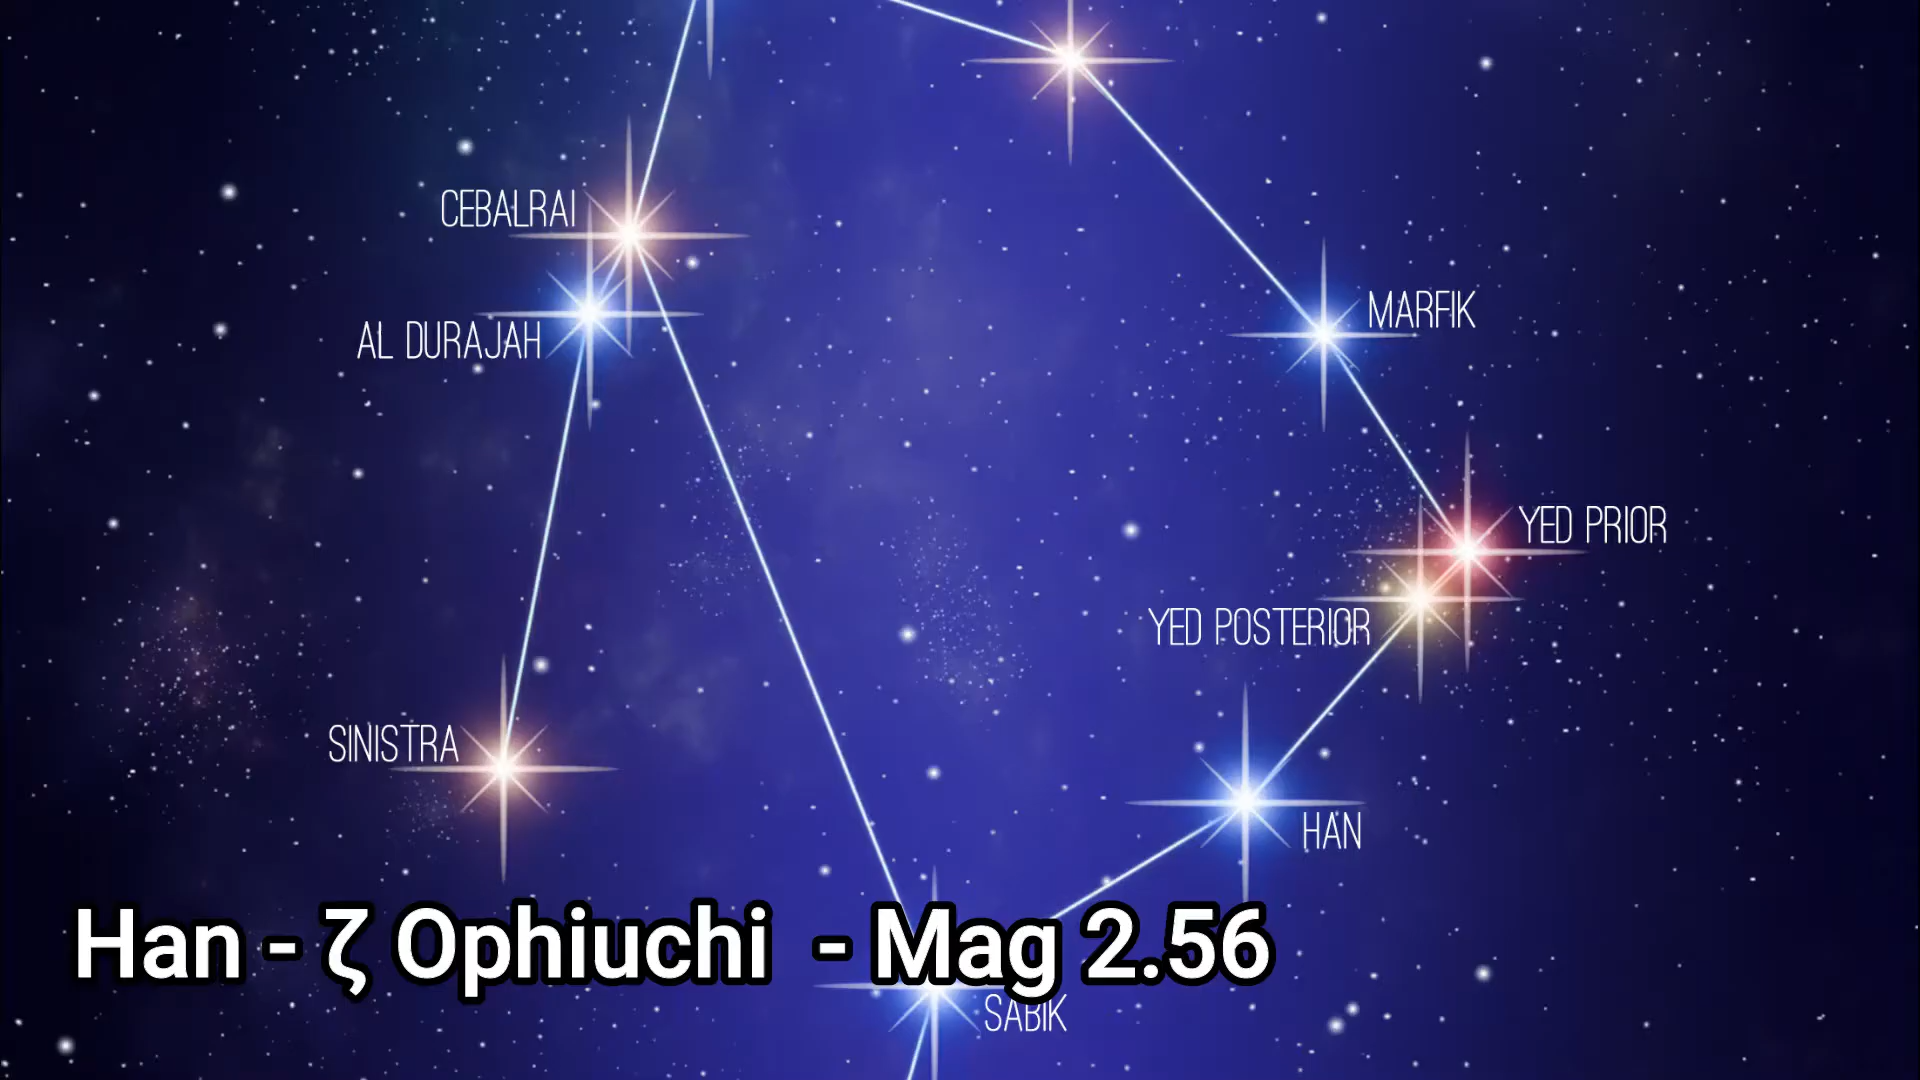 CEBALRAI
MARFIK
AL DURAJAH
YED PRIOR
YED POSTERIOR
SINISTRA
HAN
Han - ζ Ophiuchi - Mag 2.56
SABIK